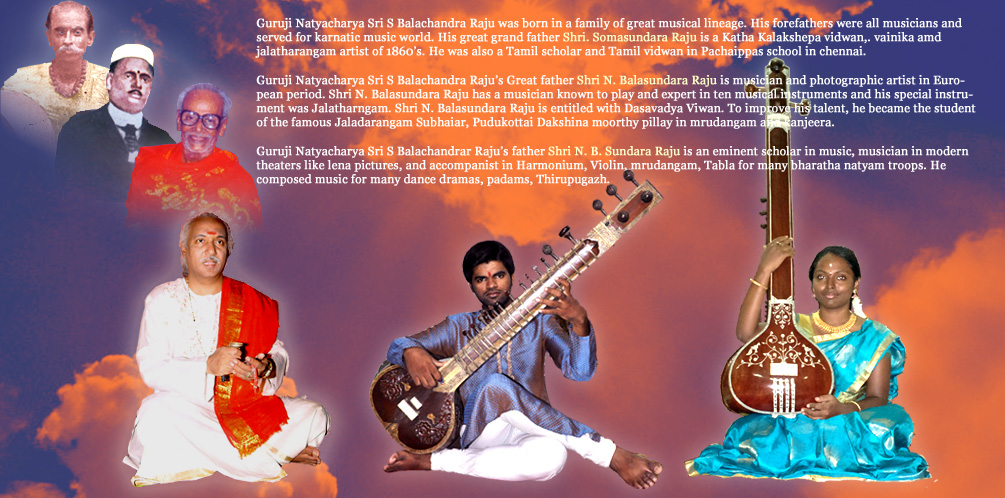 Guruji Natyacharya Sri S Balachandra Raju was born in a family of great musical lineage. His forefathers were all musicians and
served for karnatic music world. His great grand father Shri. Somasundara Raju is a Katha Kalakshepa vidwan,. vainika amd
jalatharangam artist of 1860's. He was also a Tamil scholar and Tamil vidwan in Pachaippas school in chennai.
Guruji Natyacharya Sri S Balachandra Raju's Great father Shri N. Balasundara Raju is musician and photographic artist in Euro-
pean period. Shri N. Balasundara Raju has a musician known to play and expert in ten musical instruments and his special instru-
ment was Jalatharngam. Shri N. Balasundara Raju is entitled with Dasavadya Viwan. To improve his talent, he became the student
of the famous Jaladarangam Subhaiar, Pudukottai Dakshina moorthy pillay in mrudangam and kanjeera.
Guruji Natyacharya Sri S Balachandrar Raju's father Shri N. B. Sundara Raju is an eminent scholar in music, musician in modern
theaters like lena pictures, and accompanist in Harmonium, Violin. mrudangam, Tabla for many bharatha natyam troops. He
composed music for many dance dramas, padams, Thirupugazh.